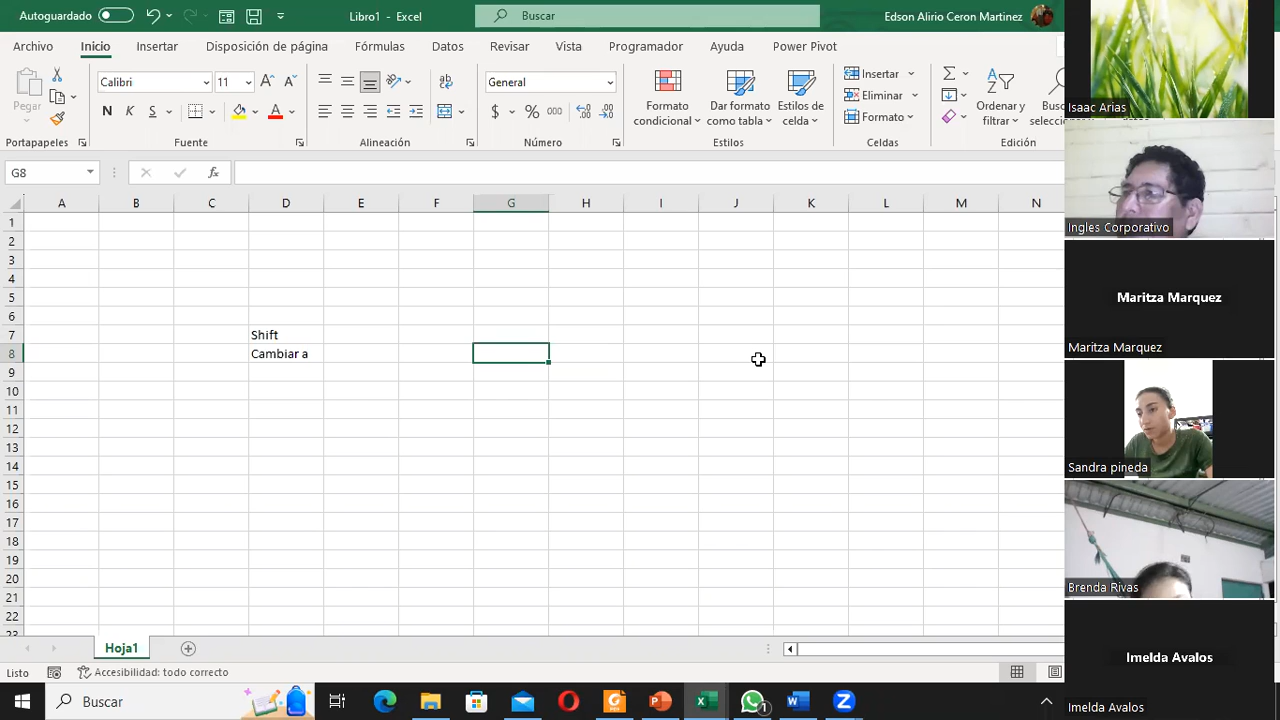 Autoguardado
Libro1 - Excel
Buscar
Edson Alirio Ceron Martinez
Archivo Inicio Insertar Disposición de página Fórmulas Datos Revisar Vista Programador Ayuda Power Pivot
Pegar
Calibri 11
N K S
General
$ % 000
Formato condicional
Dar formato como tabla
Estilos de celda
Insertar
Eliminar
Formato
Ordenar y filtrar
Portapapeles Fuente Alineación Número Estilos Celdas Edición
G8 fx
A B C D E F G H I J K L M N
1
2
3
4
5
6
7 Shift
8 Cambiar a
9
10
11
12
13
14
15
16
17
18
19
20
21
22
23
Hoja1
Listo Accesibilidad: todo correcto
Buscar
Isaac Arias
Ingles Corporativo
Maritza Marquez
Maritza Marquez
Sandra pineda
Brenda Rivas
Imelda Avalos
Imelda Avalos